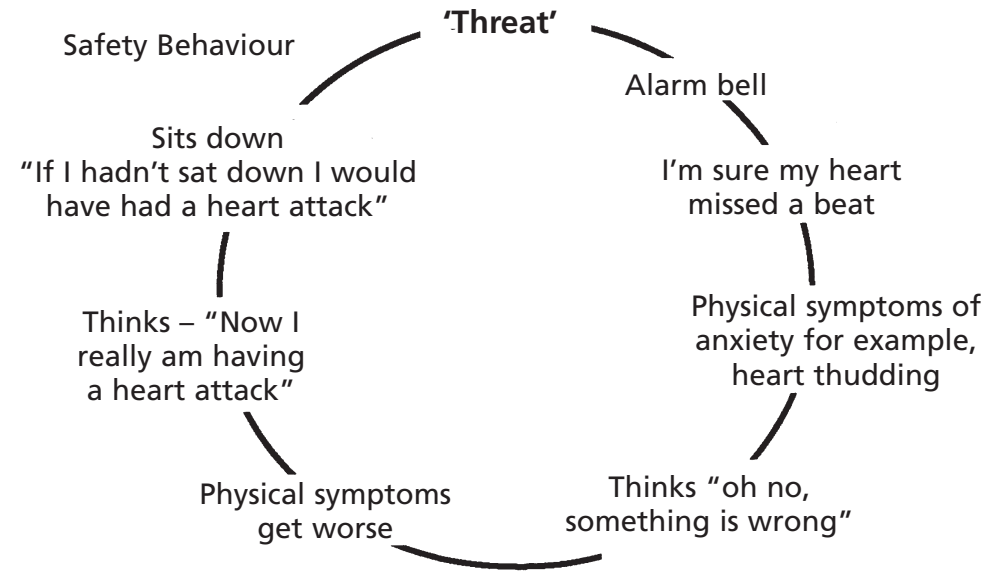 ‘Threat’
Alarm bell
I’m sure my heart
missed a beat
Physical symptoms of
anxiety for example,
heart thudding
Thinks “oh no,
something is wrong”
Physical symptoms
get worse
Thinks – “Now I
really am having
a heart attack”
Sits down
“If I hadn’t sat down I would
have had a heart attack”
Safety Behaviour